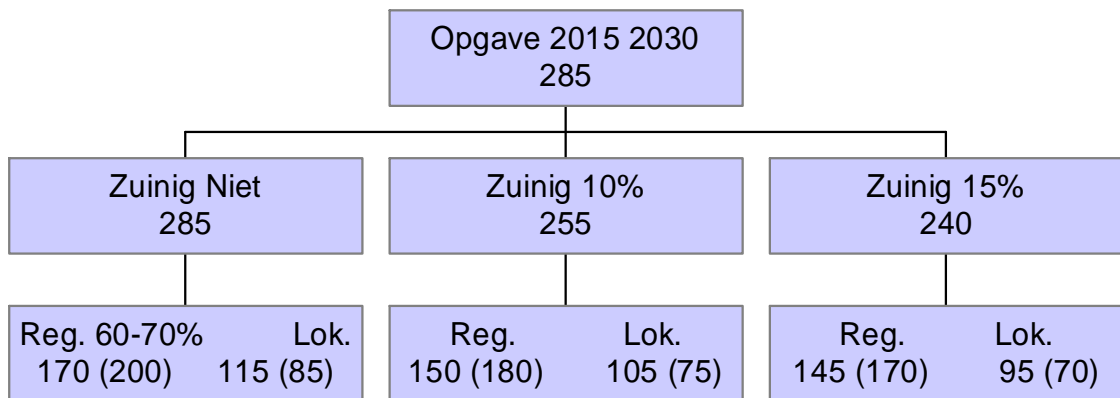 Opgave 2015 2030
285
Zuinig Niet
285
Zuinig 10%
255
Zuinig 15%
240
Reg. 60-70% Lok.
170 (200) 115 (85)
Reg. Lok.
150 (180) 105 (75)
Reg. Lok.
145 (170) 95 (70)